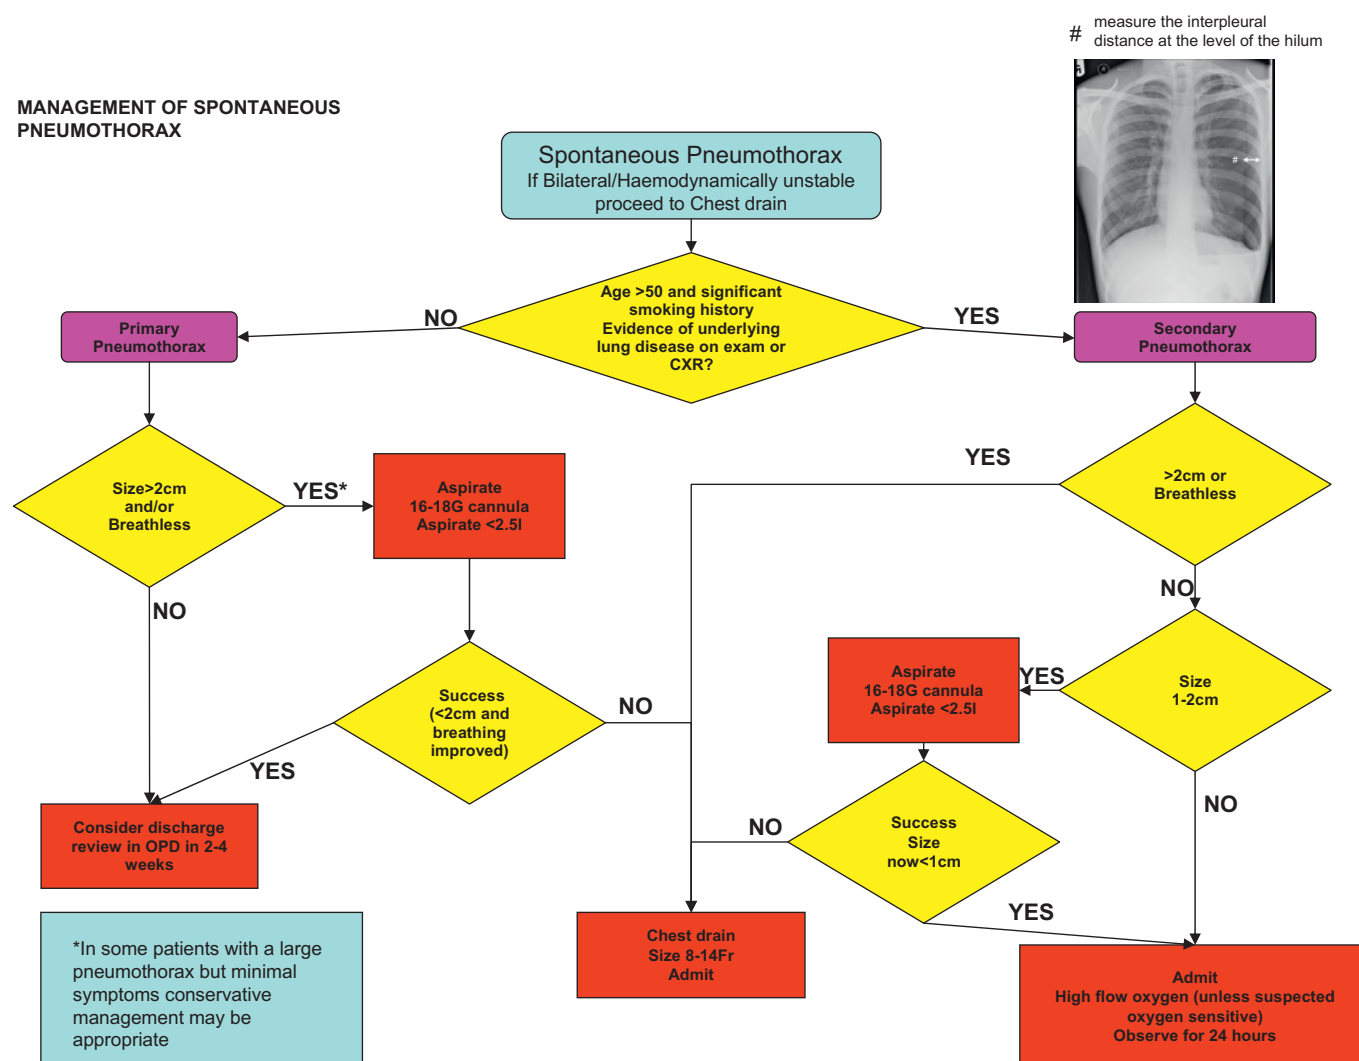 # measure the interpleural
distance at the level of the hilum
MANAGEMENT OF SPONTANEOUS
PNEUMOTHORAX
Spontaneous Pneumothorax
If Bilateral/Haemodynamically unstable
proceed to Chest drain
#
Age >50 and significant
smoking history
Evidence of underlying
lung disease on exam or
CXR?
NO
YES
Primary
Pneumothorax
Secondary
Pneumothorax
Size>2cm
and/or
Breathless
YES*
Aspirate
16-18G cannula
Aspirate <2.5l
YES
>2cm or
Breathless
NO
NO
Success
(<2cm and
breathing
improved)
NO
YES
Aspirate
16-18G cannula
Aspirate <2.5l
YES
Size
1-2cm
NO
Success
Size
now<1cm
NO
YES
Consider discharge
review in OPD in 2-4
weeks
Chest drain
Size 8-14Fr
Admit
Admit
High flow oxygen (unless suspected
oxygen sensitive)
Observe for 24 hours
*In some patients with a large
pneumothorax but minimal
symptoms conservative
management may be
appropriate